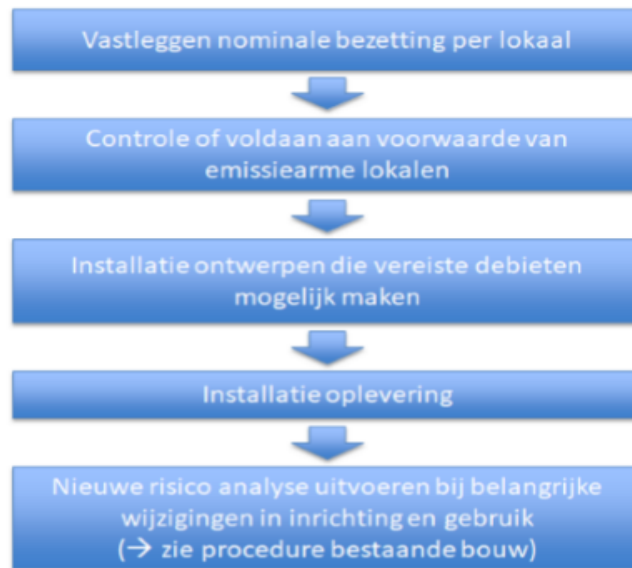 Vastleggen nominale bezetting per lokaal
Controle of voldaan aan voorwaarde van
emissiearme lokalen
Installatie ontwerpen die vereiste debieten
mogelijk maken
Installatie oplevering
Nieuwe risico analyse uitvoeren bij belangrijke
wijzigingen in inrichting en gebruik
(→ zie procedure bestaande bouw)